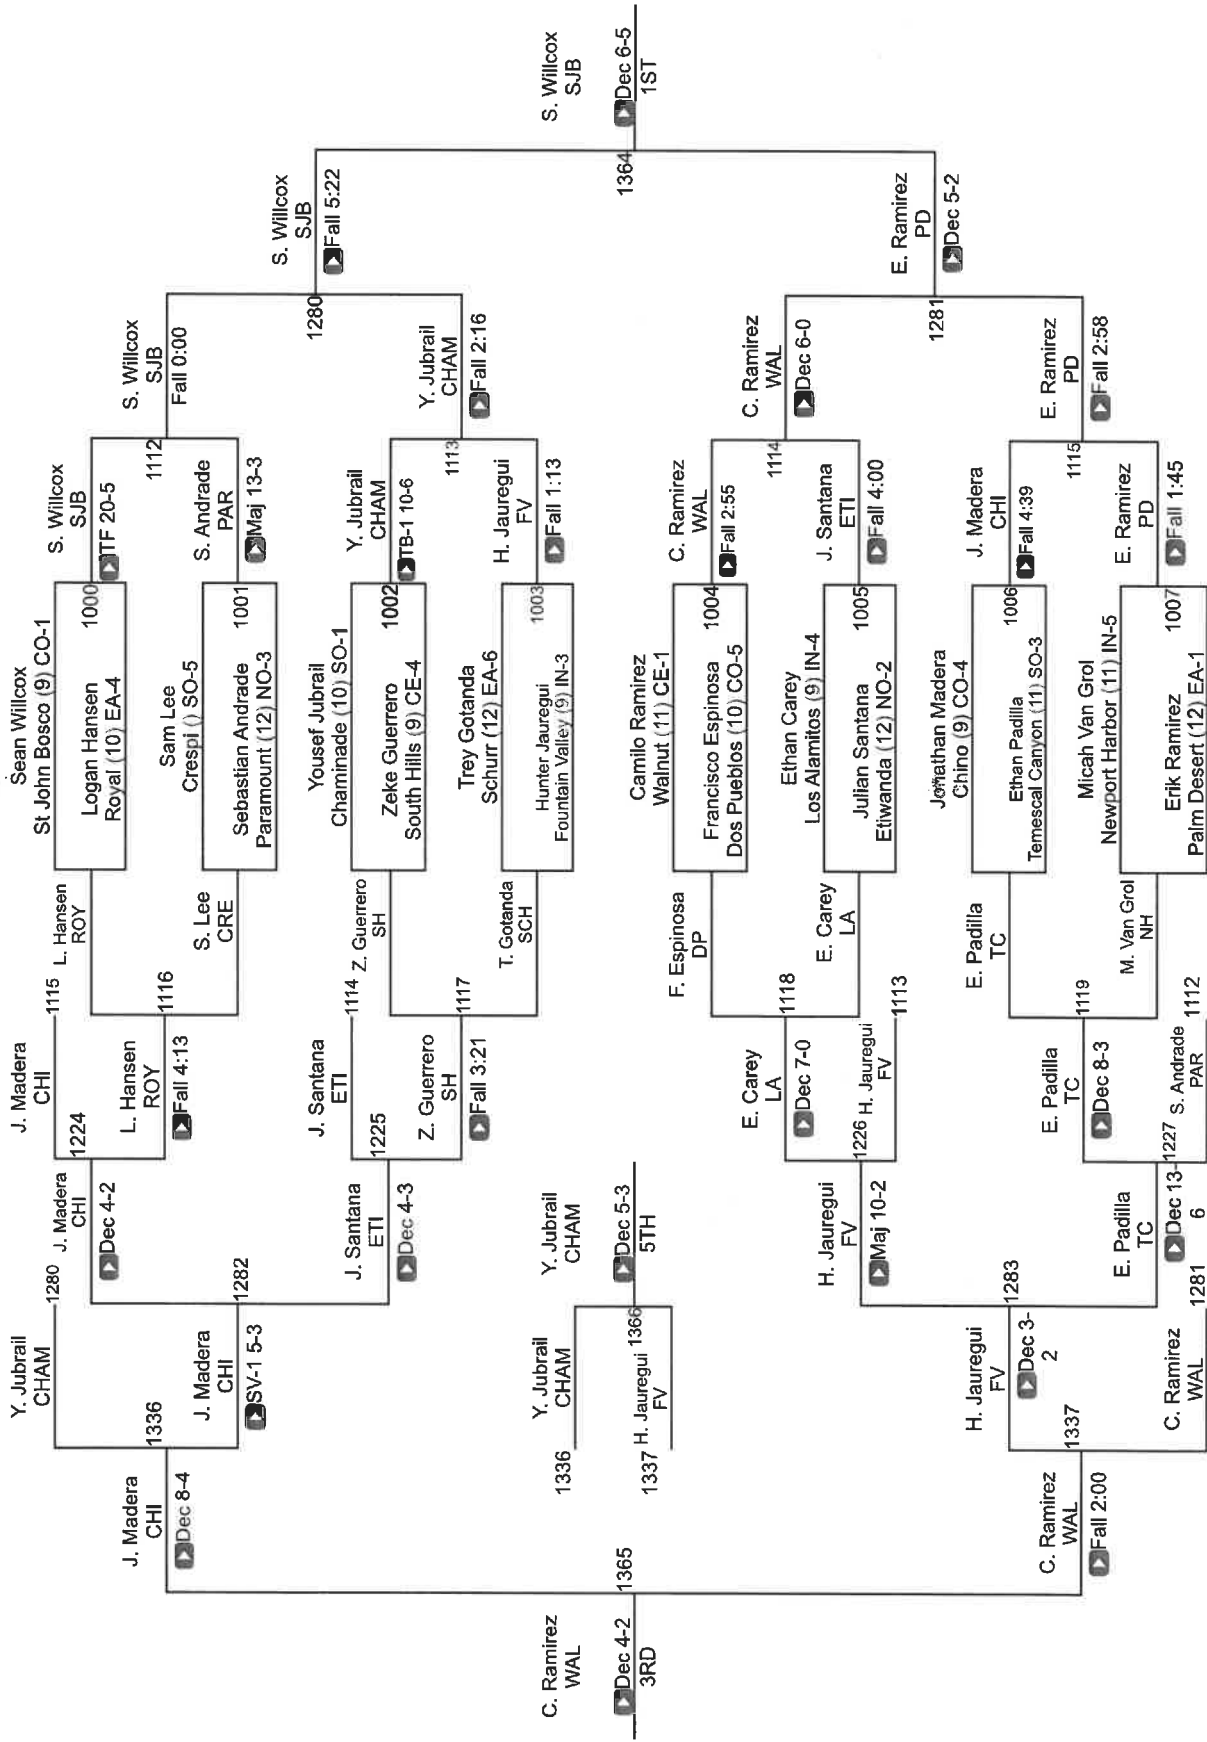 Sean Willcox
St John Bosco (9) CO-1
Logan Hansen
Royal (10) EA-4
1000
Sam Lee
Crespi () SO-5
Sebastian Andrade
Paramount (12) NO-3
1001
Yousef Jubrail
Chaminade (10) SO-1
Zeke Guerrero
South Hills (9) CE-4
1002
Trey Gotanda
Schurr (12) EA-6
Hunter Jauregui
Fountain Valley (9) IN-3
1003
Camilo Ramirez
Walnut (11) CE-1
Francisco Espinosa
Dos Pueblos (10) CO-5
1004
Ethan Carey
Los Alamitos (9) IN-4
Julian Santana
Etiwanda (12) NO-2
1005
Jonathan Madera
Chino (9) CO-4
Ethan Padilla
Temescal Canyon (11) SO-3
1006
Micah Van Grol
Newport Harbor (11) IN-5
Erik Ramirez
Palm Desert (12) EA-1
1007
S. Willcox
SJB
TF 20-5
S. Andrade
PAR
Maj 13-3
1112
Y. Jubrail
CHAM
TB-1 10-6
H. Jauregui
FV
Fall 1:13
1113
C. Ramirez
WAL
Fall 2:55
J. Santana
ETI
Fall 4:00
1114
J. Madera
CHI
Fall 4:39
E. Ramirez
PD
Fall 1:45
1115
S. Willcox
SJB
Fall 0:00
Y. Jubrail
CHAM
Fall 2:16
1280
C. Ramirez
WAL
Dec 6-0
E. Ramirez
PD
Fall 2:58
1281
S. Willcox
SJB
Fall 5:22
E. Ramirez
PD
Dec 5-2
1364
S. Willcox
SJB
Dec 6-5
1ST
L. Hansen
ROY
S. Lee
CRE
1116
Z. Guerrero
SH
T. Gotanda
SCH
1117
F. Espinosa
DP
E. Carey
LA
1118
E. Padilla
TC
M. Van Grol
NH
1119
J. Madera
CHI
1115
L. Hansen
ROY
Fall 4:13
1224
J. Santana
ETI
1114
Z. Guerrero
SH
Fall 3:21
1225
E. Carey
LA
Dec 7-0
H. Jauregui
FV
1113
1226
E. Padilla
TC
Dec 8-3
S. Andrade
PAR
1112
1227
J. Madera
CHI
Dec 4-2
J. Santana
ETI
Dec 4-3
1282
H. Jauregui
FV
Maj 10-2
E. Padilla
TC
Dec 13-
6
1283
Y. Jubrail
CHAM
1280
J. Madera
CHI
SV-1 5-3
1336
H. Jauregui
FV
Dec 3-
2
C. Ramirez
WAL
1281
1337
J. Madera
CHI
Dec 8-4
C. Ramirez
WAL
Fall 2:00
1365
C. Ramirez
WAL
Dec 4-2
3RD
1336
Y. Jubrail
CHAM
1337
H. Jauregui
FV
1366
Y. Jubrail
CHAM
Dec 5-3
5TH